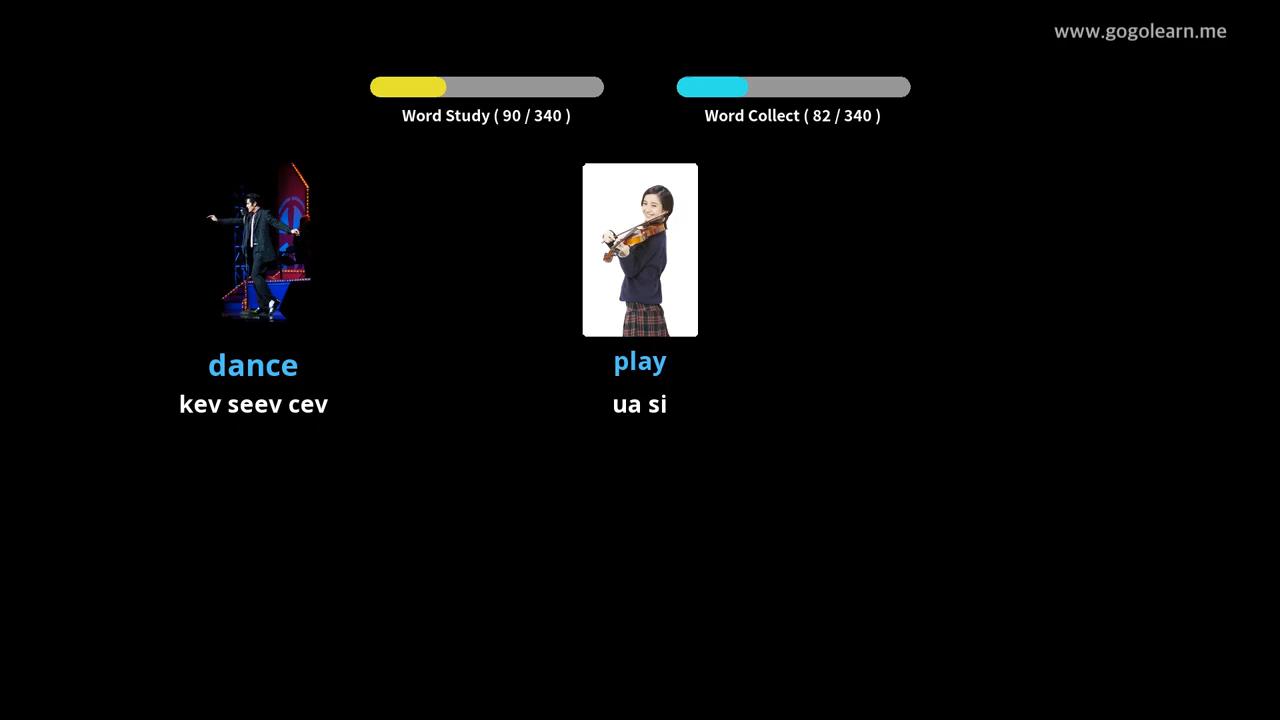 www.gogolearn.me
Word Study ( 90 / 340 )
Word Collect ( 82 / 340 )
dance
play
kev seev cev
ua si